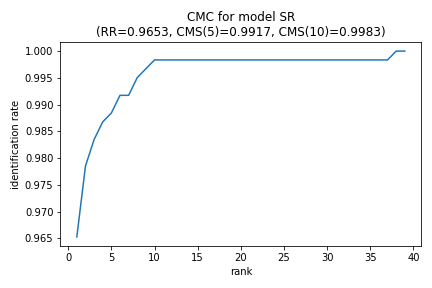 CMC for model SR
(RR=0.9653, CMS(5)=0.9917, CMS(10)=0.9983)
1.000
0.995
0.990
0.985
0.980
0.975
0.970
0.965
identification rate
0 5 10 15 20 25 30 35 40
rank